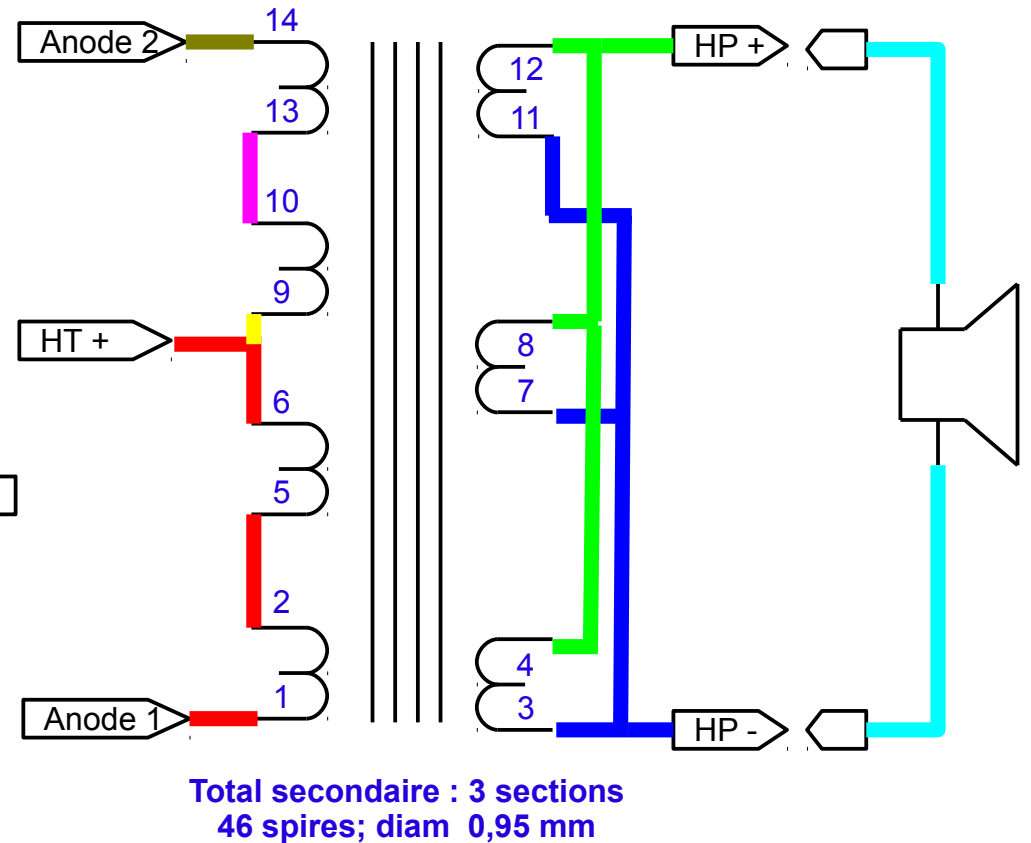 14
Anode 2
12
HP +
13
11
10
9
HT +
8
7
6
5
2
4
1
3
Anode 1
HP -
Total secondaire : 3 sections
46 spires; diam 0,95 mm